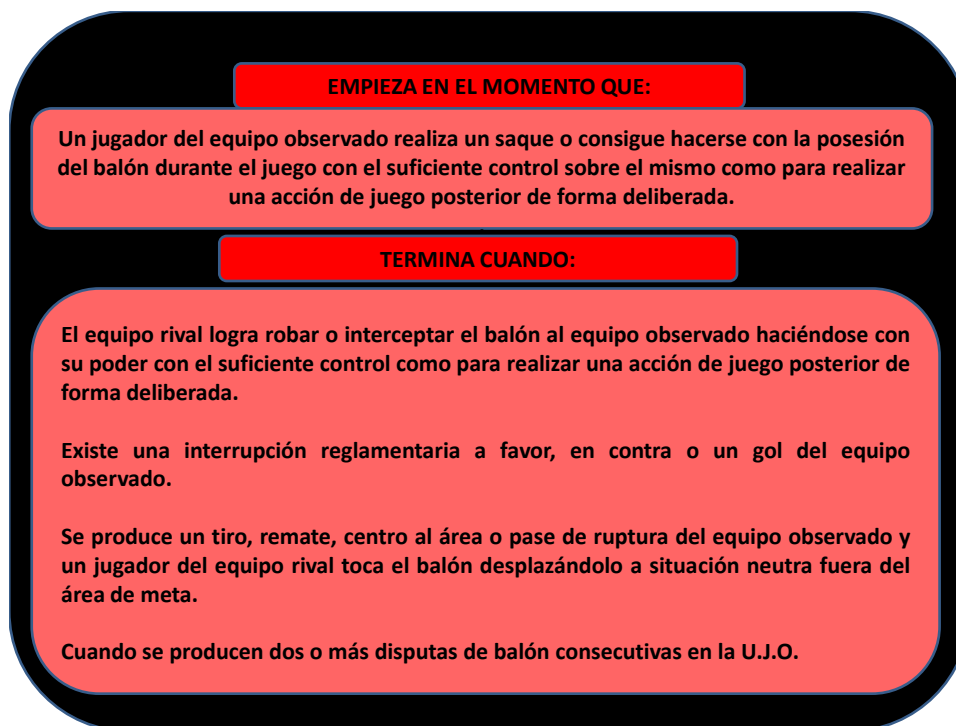 EMPIEZA EN EL MOMENTO QUE:
Un jugador del equipo observado realiza un saque o consigue hacerse con la posesión
del balón durante el juego con el suficiente control sobre el mismo como para realizar
una acción de juego posterior de forma deliberada.
TERMINA CUANDO:
El equipo rival logra robar o interceptar el balón al equipo observado haciéndose con
su poder con el suficiente control como para realizar una acción de juego posterior de
forma deliberada.
Existe una interrupción reglamentaria a favor, en contra o un gol del equipo
observado.
Se produce un tiro, remate, centro al área o pase de ruptura del equipo observado y
un jugador del equipo rival toca el balón desplazándolo a situación neutra fuera del
área de meta.
Cuando se producen dos o más disputas de balón consecutivas en la U.J.O.